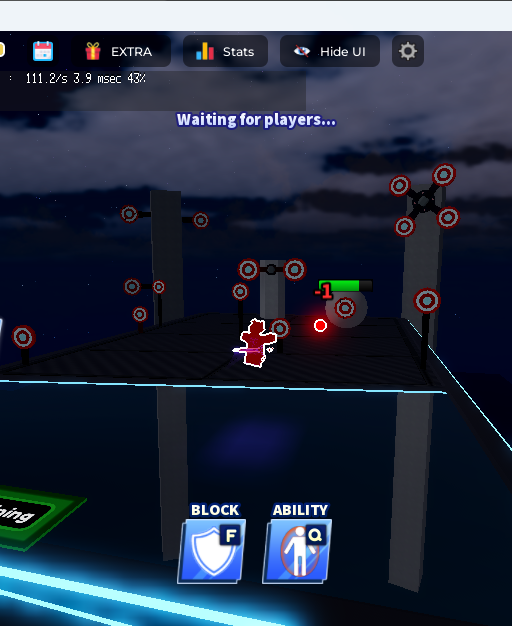 EXTRA
Stats
Hide UI
: 111.2/s 3.9 msec 43%
Waiting for players...
-1
BLOCK
ABILITY
F
Q